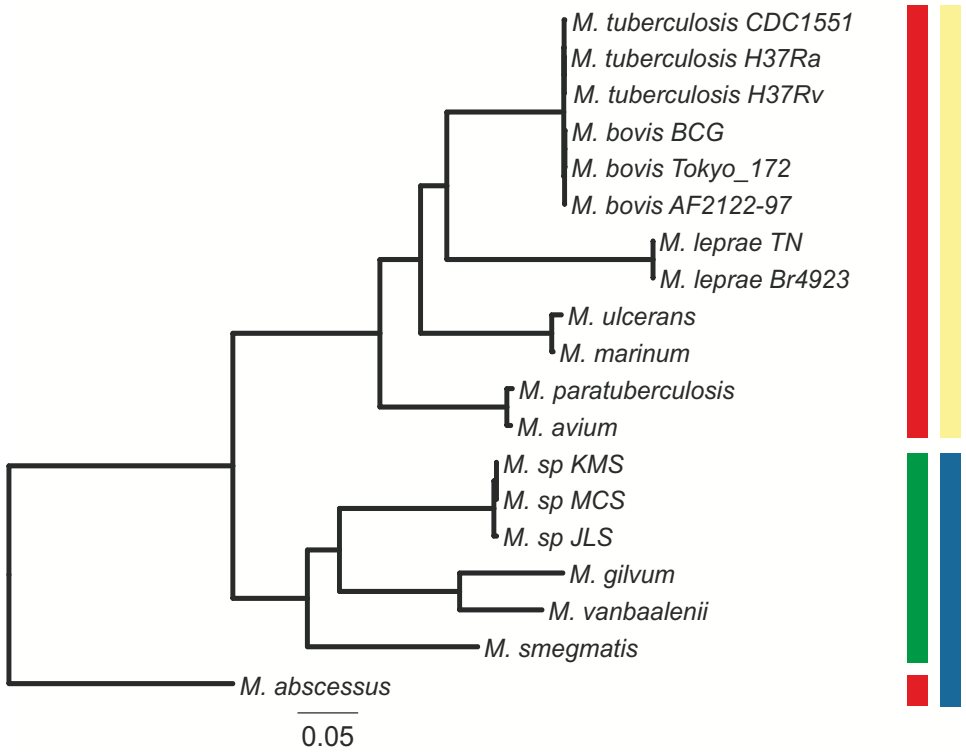 M. tuberculosis CDC1551
M. tuberculosis H37Ra
M. tuberculosis H37Rv
M. bovis BCG
M. bovis Tokyo_172
M. bovis AF2122-97
M. leprae TN
M. leprae Br4923
M. ulcerans
M. marinum
M. paratuberculosis
M. avium
M. sp KMS
M. sp MCS
M. sp JLS
M. gilvum
M. vanbaalenii
M. smegmatis
M. abscessus
0.05